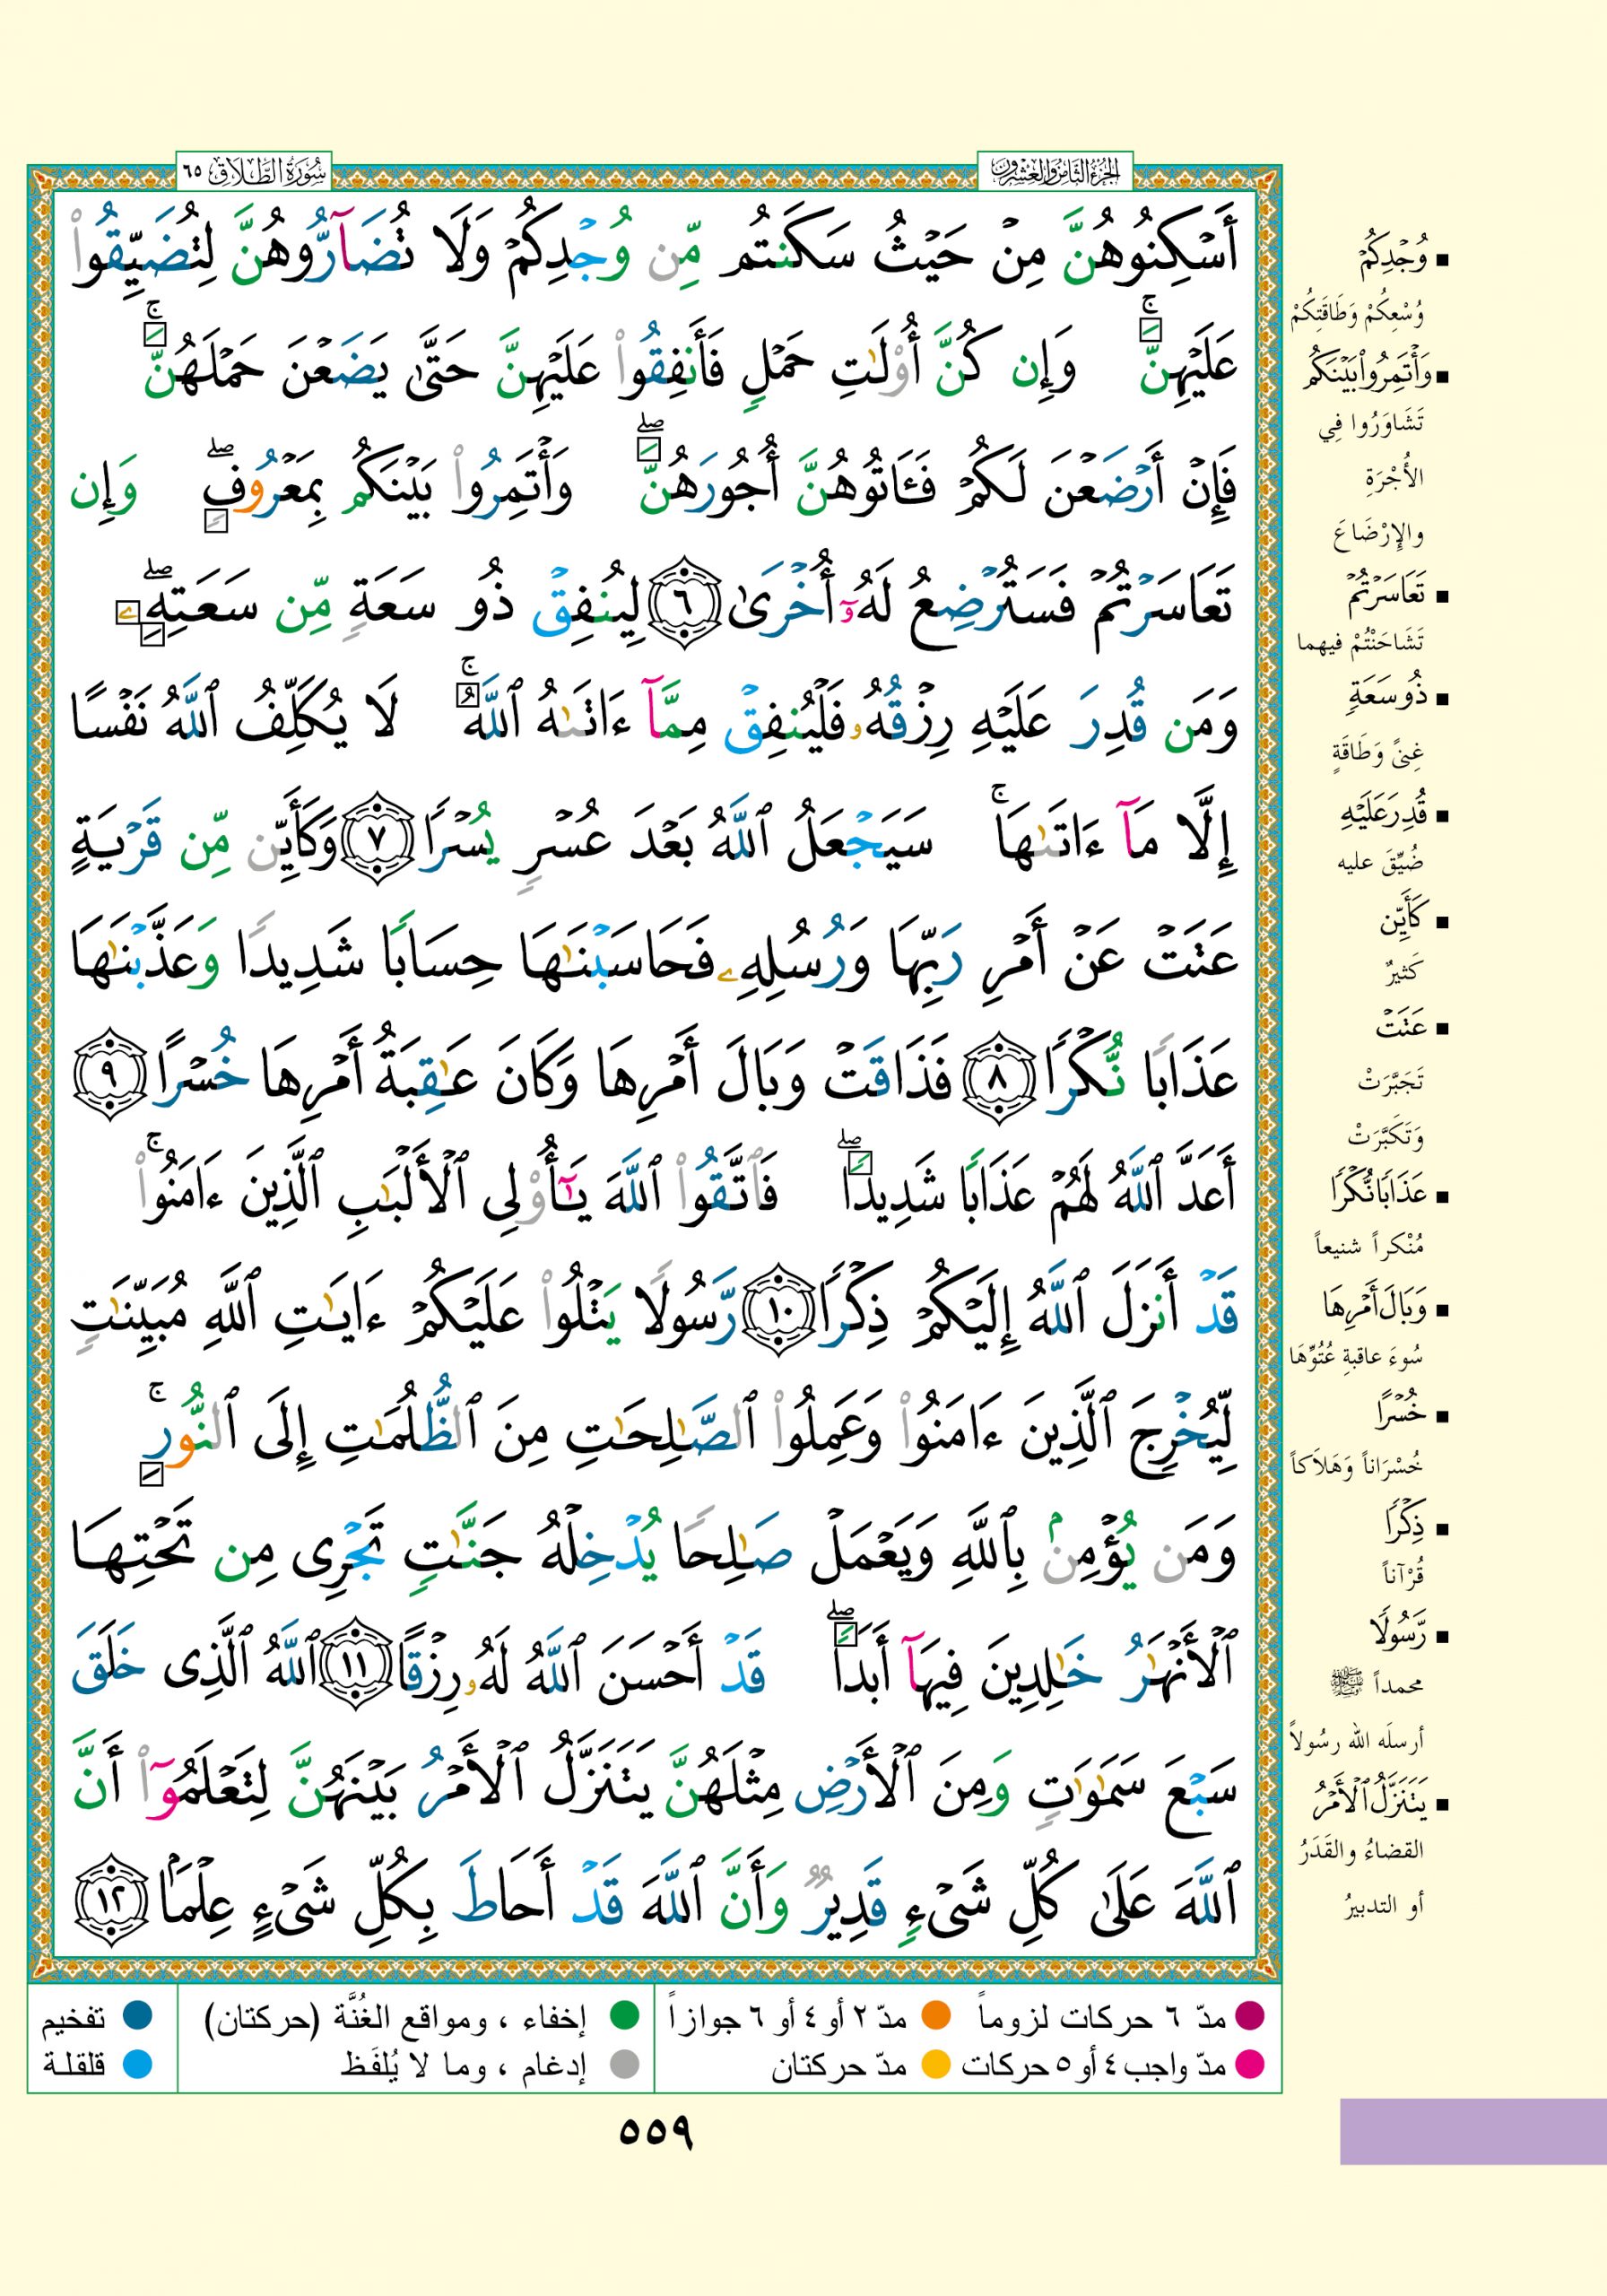 الجزء الثامن والعشرون
سورة الطلاق ٦٥
أَسْكِنُوهُنَّ مِنْ حَيْثُ سَكَنتُم مِّن وُجْدِكُمْ وَلَا تُضَآرُّوهُنَّ لِتُضَيِّقُوا۟
عَلَيْهِنَّ ۚ وَإِن كُنَّ أُو۟لَٰتِ حَمْلٍ فَأَنفِقُوا۟ عَلَيْهِنَّ حَتَّىٰ يَضَعْنَ حَمْلَهُنَّ ۚ
فَإِنْ أَرْضَعْنَ لَكُمْ فَـَٔاتُوهُنَّ أُجُورَهُنَّ ۖ وَأْتَمِرُوا۟ بَيْنَكُم بِمَعْرُوفٍ ۖ وَإِن
تَعَاسَرْتُمْ فَسَتُرْضِعُ لَهُۥٓ أُخْرَىٰ ٦ لِيُنفِقْ ذُو سَعَةٍ مِّن سَعَتِهِۦ ۖ
وَمَن قُدِرَ عَلَيْهِ رِزْقُهُۥ فَلْيُنفِقْ مِمَّآ ءَاتَىٰهُ ٱللَّهُ ۚ لَا يُكَلِّفُ ٱللَّهُ نَفْسًا
إِلَّا مَآ ءَاتَىٰهَا ۚ سَيَجْعَلُ ٱللَّهُ بَعْدَ عُسْرٍ يُسْرًا ٧ وَكَأَيِّن مِّن قَرْيَةٍ
عَتَتْ عَنْ أَمْرِ رَبِّهَا وَرُسُلِهِۦ فَحَاسَبْنَٰهَا حِسَابًا شَدِيدًا وَعَذَّبْنَٰهَا
عَذَابًا نُّكْرًا ٨ فَذَاقَتْ وَبَالَ أَمْرِهَا وَكَانَ عَٰقِبَةُ أَمْرِهَا خُسْرًا ٩
أَعَدَّ ٱللَّهُ لَهُمْ عَذَابًا شَدِيدًا ۖ فَٱتَّقُوا۟ ٱللَّهَ يَٰٓأُو۟لِى ٱلْأَلْبَٰبِ ٱلَّذِينَ ءَامَنُوا۟ ۚ
قَدْ أَنزَلَ ٱللَّهُ إِلَيْكُمْ ذِكْرًا ١٠ رَّسُولًا يَتْلُوا۟ عَلَيْكُمْ ءَايَٰتِ ٱللَّهِ مُبَيِّنَٰتٍ
لِّيُخْرِجَ ٱلَّذِينَ ءَامَنُوا۟ وَعَمِلُوا۟ ٱلصَّٰلِحَٰتِ مِنَ ٱلظُّلُمَٰتِ إِلَى ٱلنُّورِ ۚ
وَمَن يُؤْمِنۢ بِٱللَّهِ وَيَعْمَلْ صَٰلِحًا يُدْخِلْهُ جَنَّٰتٍ تَجْرِى مِن تَحْتِهَا
ٱلْأَنْهَٰرُ خَٰلِدِينَ فِيهَآ أَبَدًا ۖ قَدْ أَحْسَنَ ٱللَّهُ لَهُۥ رِزْقًا ١١ ٱللَّهُ ٱلَّذِى خَلَقَ
سَبْعَ سَمَٰوَٰتٍ وَمِنَ ٱلْأَرْضِ مِثْلَهُنَّ يَتَنَزَّلُ ٱلْأَمْرُ بَيْنَهُنَّ لِتَعْلَمُوٓا۟ أَنَّ
ٱللَّهَ عَلَىٰ كُلِّ شَىْءٍ قَدِيرٌ وَأَنَّ ٱللَّهَ قَدْ أَحَاطَ بِكُلِّ شَىْءٍ عِلْمًۢا ١٢
وُجْدِكُمْ
وُسْعِكُمْ وَطَاقَتِكُمْ
وَأْتَمِرُوا۟ بَيْنَكُم
تَشَاوَرُوا فِي
الأُجْرَةِ
والإِرْضَاعَ
تَعَاسَرْتُمْ
تَشَاحَنْتُمْ فيهما
ذُو سَعَةٍ
غِنىً وَطَاقَةٍ
قُدِرَ عَلَيْهِ
ضُيِّقَ عليه
كَأَيِّن
كَثيرٌ
عَتَتْ
تَجَبَّرَتْ
وَتَكَبَّرَتْ
عَذَابًا نُّكْرًا
مُنْكراً شنيعاً
وَبَالَ أَمْرِهَا
سُوءَ عاقبةِ عُتُوِّهَا
خُسْرًا
خُسْرَاناً وَهَلاَكاً
ذِكْرًا
قُرْآناً
رَّسُولًا
محمداً ﷺ
أرسلَه الله رسُولاً
يَتَنَزَّلُ ٱلْأَمْرُ
القضاءُ والقَدَرُ
أو التدبيرُ
مدّ ٦ حركات لزوماً مدّ ٢ أو ٤ أو ٦ جوازاً إخفاء ، ومواقع الغُنَّة (حركتان) تفخيم
مدّ واجب ٤ أو ٥ حركات مدّ حركتان إدغام ، وما لا يُلفَظ قلقلة
٥٥٩